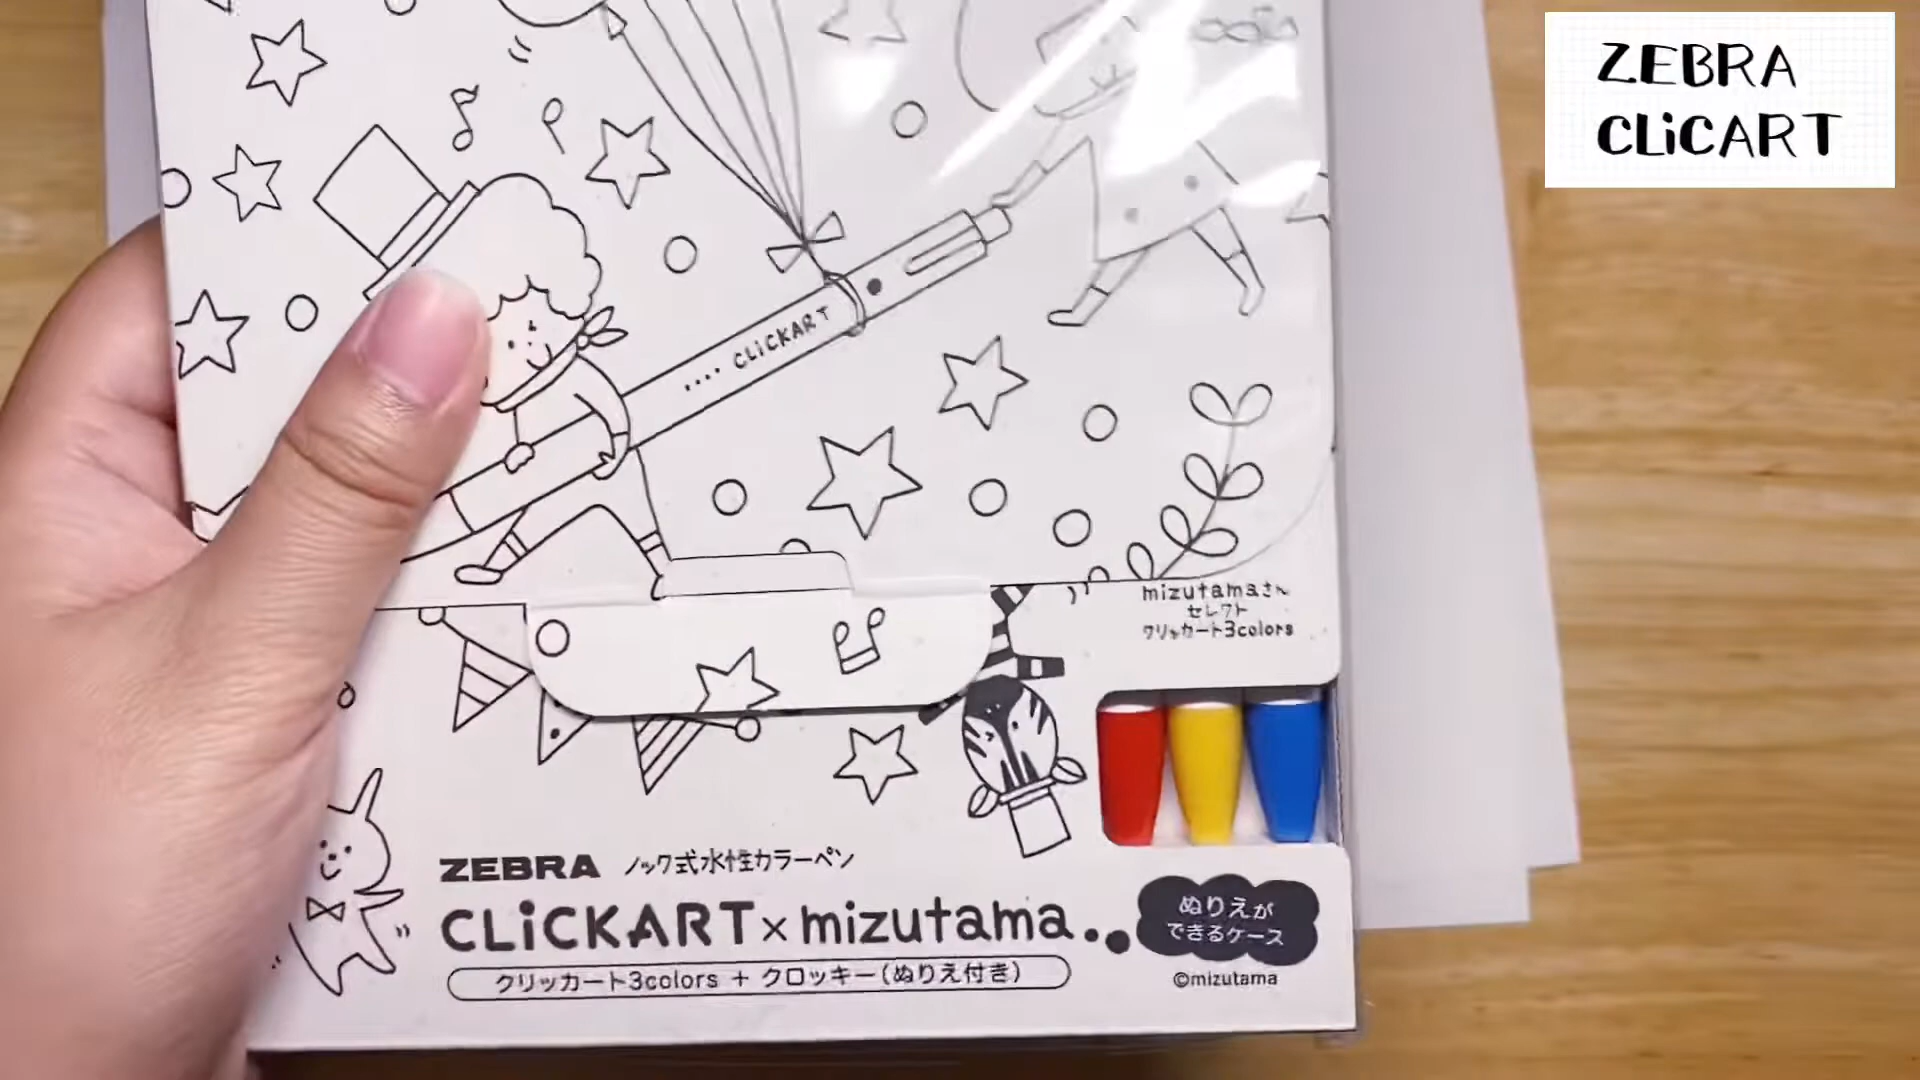 ZEBRA
CLiCART
CLiCKART
mizutamaさん
セレクト
クリッカート3colors
ZEBRA ノック式水性カラーペン
CLiCKART×mizutama..
クリッカート3colors + クロッキー(ぬりえ付き)
ぬりえが
できるケース
©mizutama